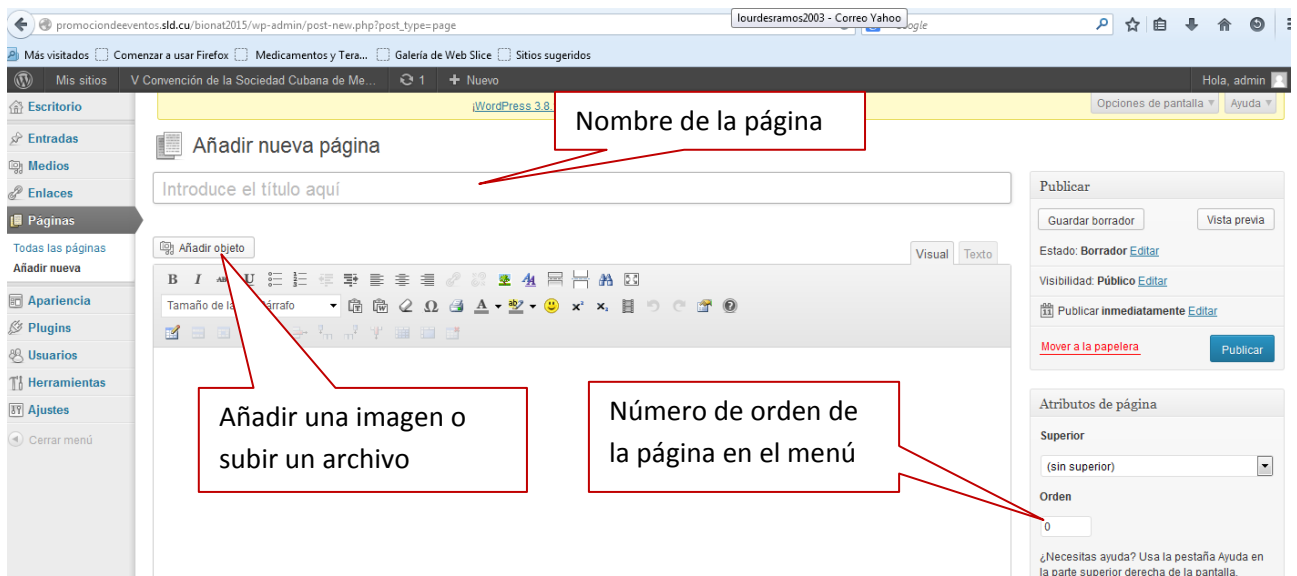 lourdesramos2003 - Correo Yahoo
promociondeeventos.sld.cu/bionat2015/wp-admin/post-new.php?post_type=page
Más visitados Comenzar a usar Firefox Medicamentos y Tera... Galería de Web Slice Sitios sugeridos
Mis sitios V Convención de la Sociedad Cubana de Me... 1 + Nuevo Hola, admin
¡WordPress 3.8.
Opciones de pantalla Ayuda
Escritorio
Entradas
Medios
Enlaces
Páginas
Todas las páginas
Añadir nueva
Apariencia
Plugins
Usuarios
Herramientas
Ajustes
Cerrar menú
Añadir nueva página
Nombre de la página
Introduce el título aquí
Añadir objeto
Visual Texto
B I ABC U
Tamaño de la árrafo
Añadir una imagen o
subir un archivo
Número de orden de
la página en el menú
Publicar
Guardar borrador Vista previa
Estado: Borrador Editar
Visibilidad: Público Editar
Publicar inmediatamente Editar
Mover a la papelera Publicar
Atributos de página
Superior
(sin superior)
Orden
0
¿Necesitas ayuda? Usa la pestaña Ayuda en
la parte superior derecha de la pantalla.